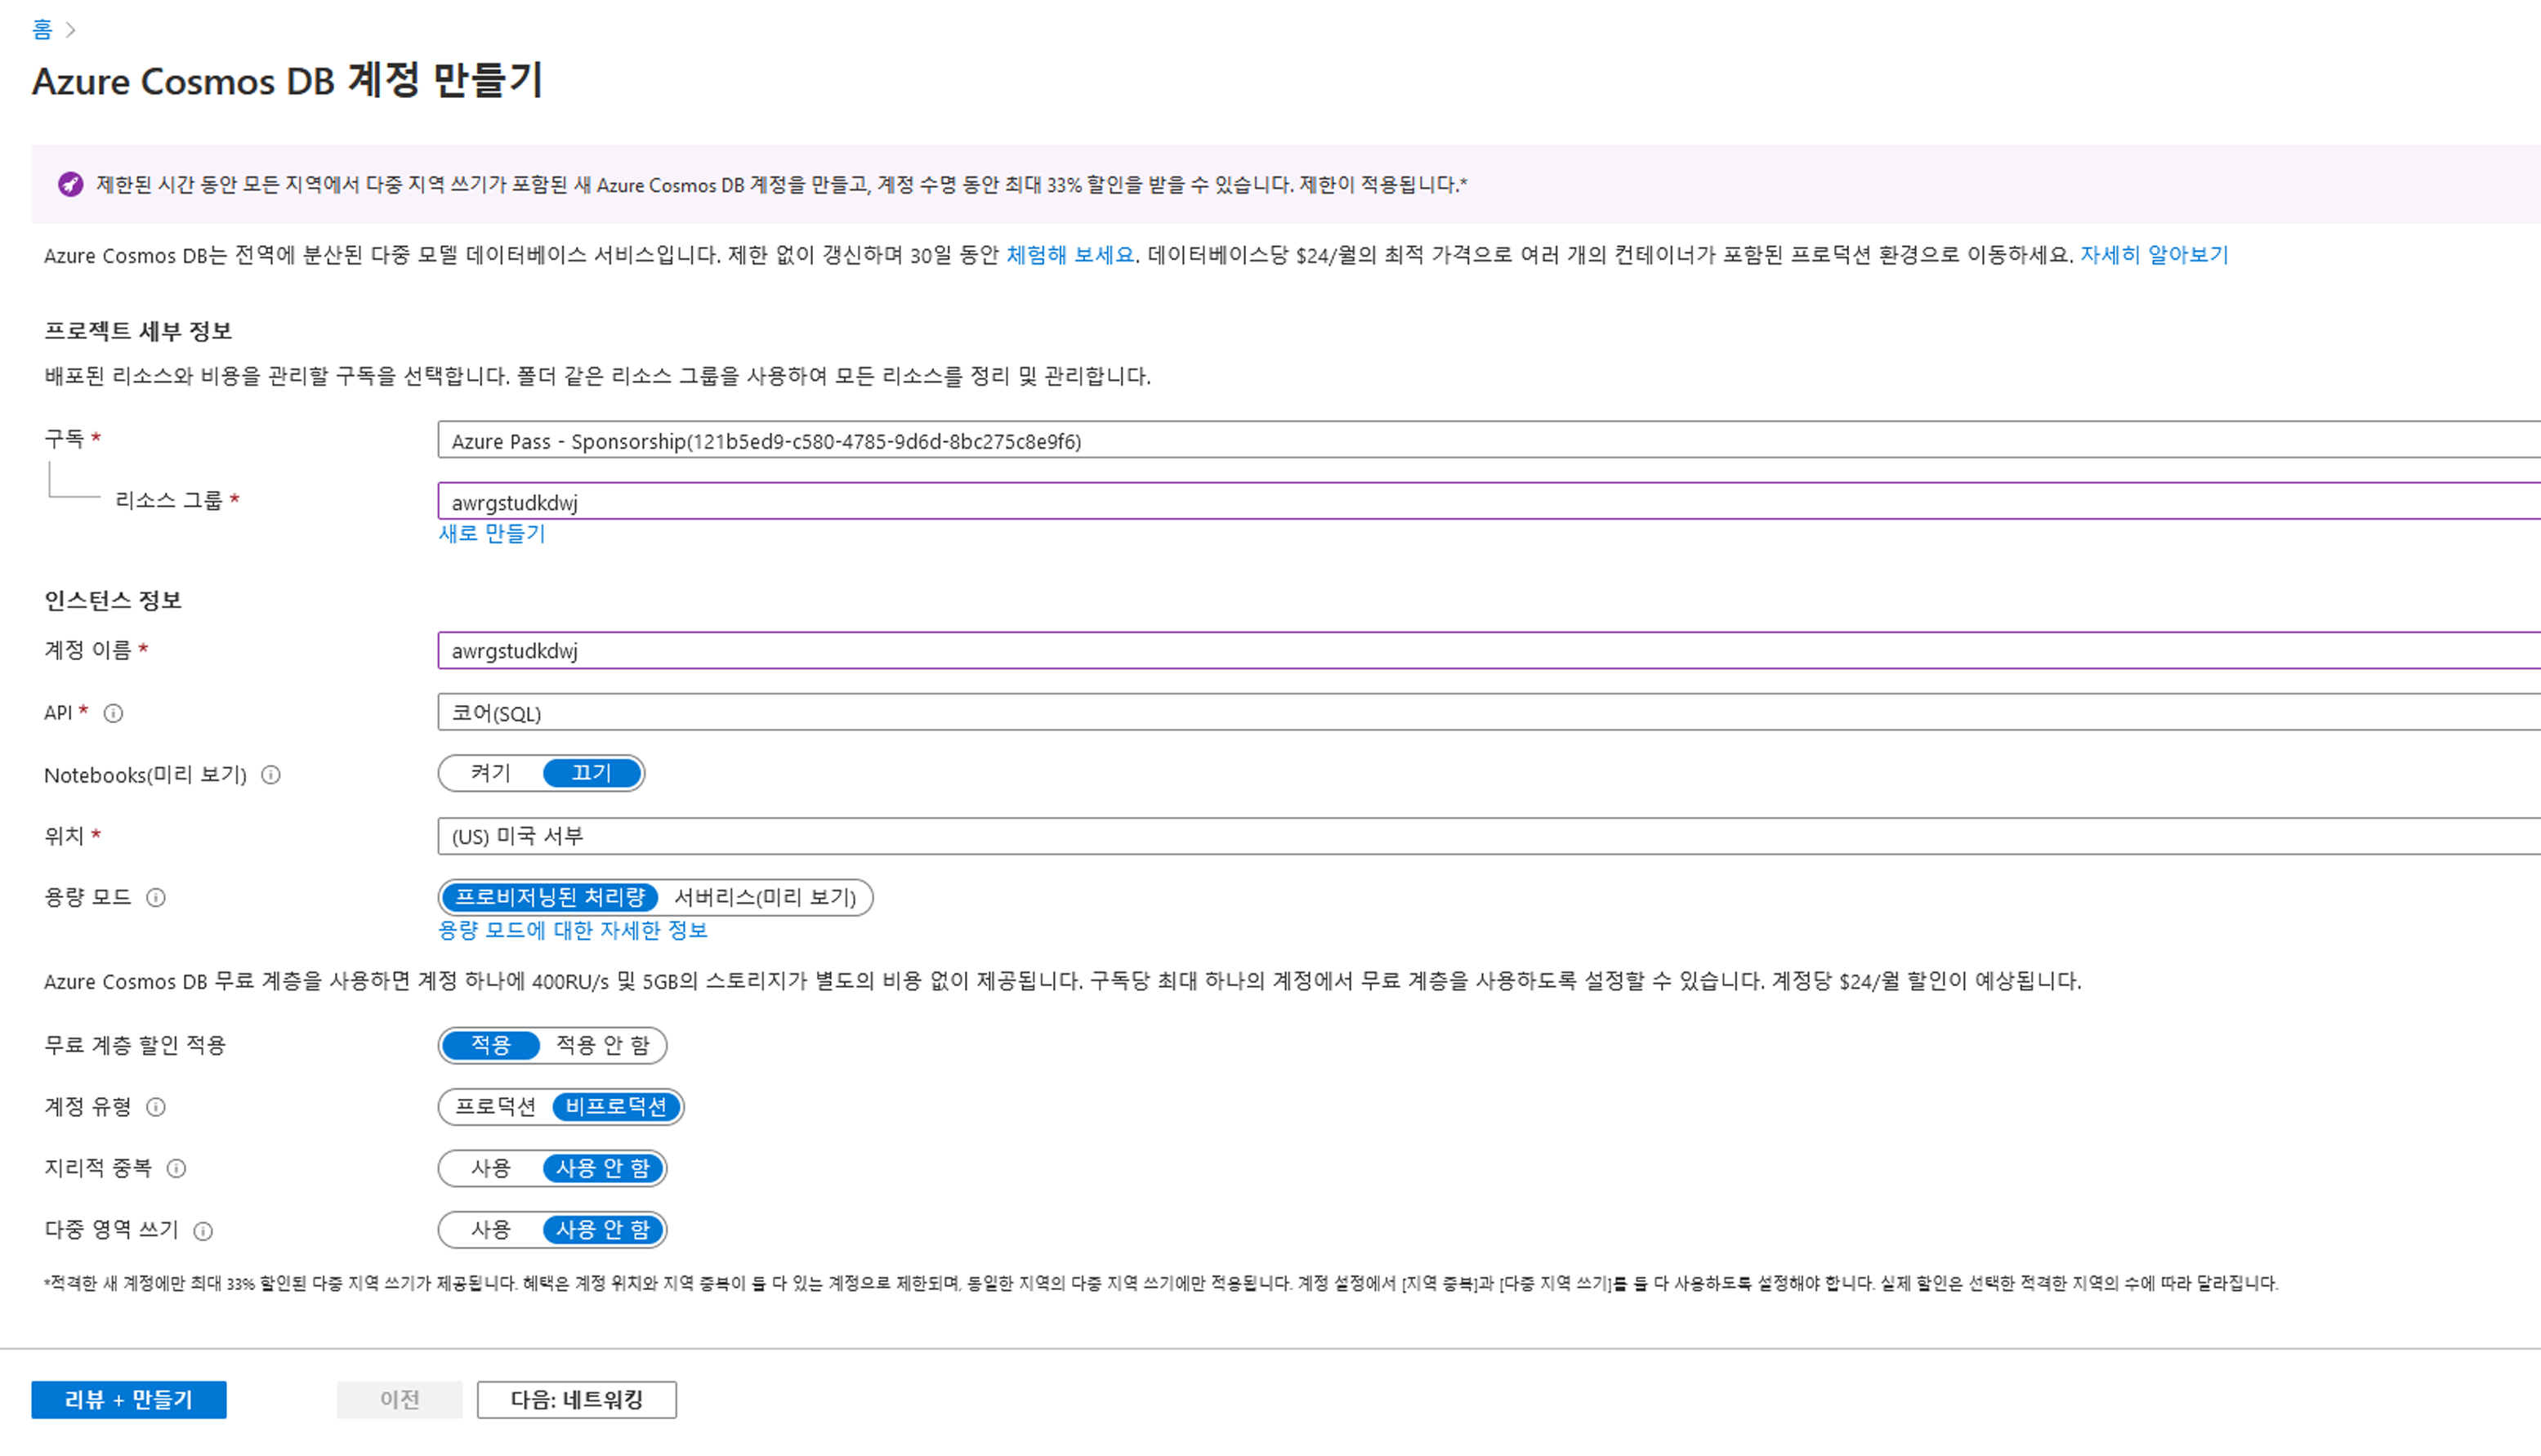 홈 >
Azure Cosmos DB 계정 만들기
제한된 시간 동안 모든 지역에서 다중 지역 쓰기가 포함된 새 Azure Cosmos DB 계정을 만들고, 계정 수명 동안 최대 33% 할인을 받을 수 있습니다. 제한이 적용됩니다.*
Azure Cosmos DB는 전역에 분산된 다중 모델 데이터베이스 서비스입니다. 제한 없이 갱신하며 30일 동안 체험해 보세요. 데이터베이스당 $24/월의 최적 가격으로 여러 개의 컨테이너가 포함된 프로덕션 환경으로 이동하세요. 자세히 알아보기
프로젝트 세부 정보
배포된 리소스와 비용을 관리할 구독을 선택합니다. 폴더 같은 리소스 그룹을 사용하여 모든 리소스를 정리 및 관리합니다.
구독 * Azure Pass - Sponsorship(121b5ed9-c580-4785-9d6d-8bc275c8e9f6)
리소스 그룹 * awrgstudkdwj
새로 만들기
인스턴스 정보
계정 이름 * awrgstudkdwj
API * 코어(SQL)
Notebooks(미리 보기) 켜기 끄기
위치 * (US) 미국 서부
용량 모드 프로비저닝된 처리량 서버리스(미리 보기)
용량 모드에 대한 자세한 정보
Azure Cosmos DB 무료 계층을 사용하면 계정 하나에 400RU/s 및 5GB의 스토리지가 별도의 비용 없이 제공됩니다. 구독당 최대 하나의 계정에서 무료 계층을 사용하도록 설정할 수 있습니다. 계정당 $24/월 할인이 예상됩니다.
무료 계층 할인 적용 적용 적용 안 함
계정 유형 프로덕션 비프로덕션
지리적 중복 사용 사용 안 함
다중 영역 쓰기 사용 사용 안 함
*적격한 새 계정에만 최대 33% 할인된 다중 지역 쓰기가 제공됩니다. 혜택은 계정 위치와 지역 중복이 둘 다 있는 계정으로 제한되며, 동일한 지역의 다중 지역 쓰기에만 적용됩니다. 계정 설정에서 [지역 중복]과 [다중 지역 쓰기]를 둘 다 사용하도록 설정해야 합니다. 실제 할인은 선택한 적격한 지역의 수에 따라 달라집니다.
리뷰 + 만들기 이전 다음: 네트워킹